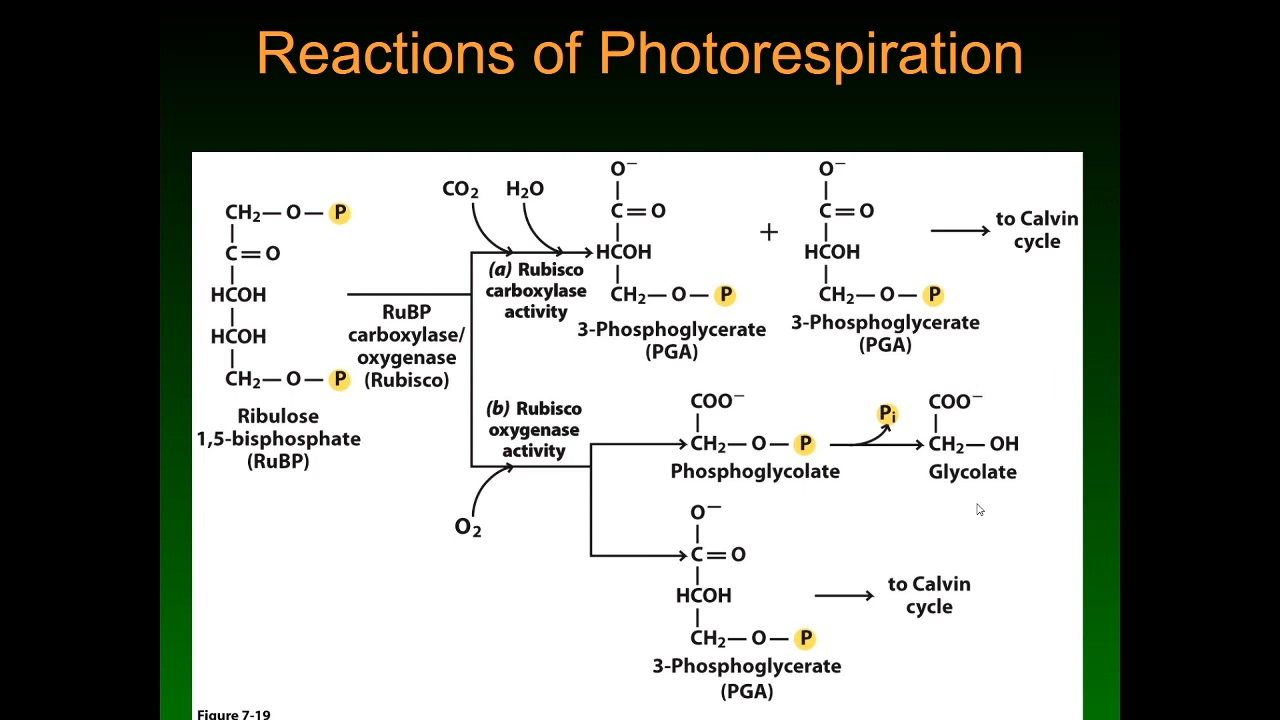 Reactions of Photorespiration
CH₂—O—P
C=O
HCOH
HCOH
CH₂—O—P
Ribulose
1,5-bisphosphate
(RuBP)
RuBP
carboxylase/
oxygenase
(Rubisco)
CO₂ H₂O
(a) Rubisco
carboxylase
activity
O⁻
C=O
HCOH
CH₂—O—P
3-Phosphoglycerate
(PGA)
+
O⁻
C=O
HCOH
CH₂—O—P
3-Phosphoglycerate
(PGA)
to Calvin
cycle
(b) Rubisco
oxygenase
activity
O₂
COO⁻
CH₂—O—P
Phosphoglycolate
Pi
COO⁻
CH₂—OH
Glycolate
O⁻
C=O
HCOH
CH₂—O—P
3-Phosphoglycerate
(PGA)
to Calvin
cycle
Figure 7-19